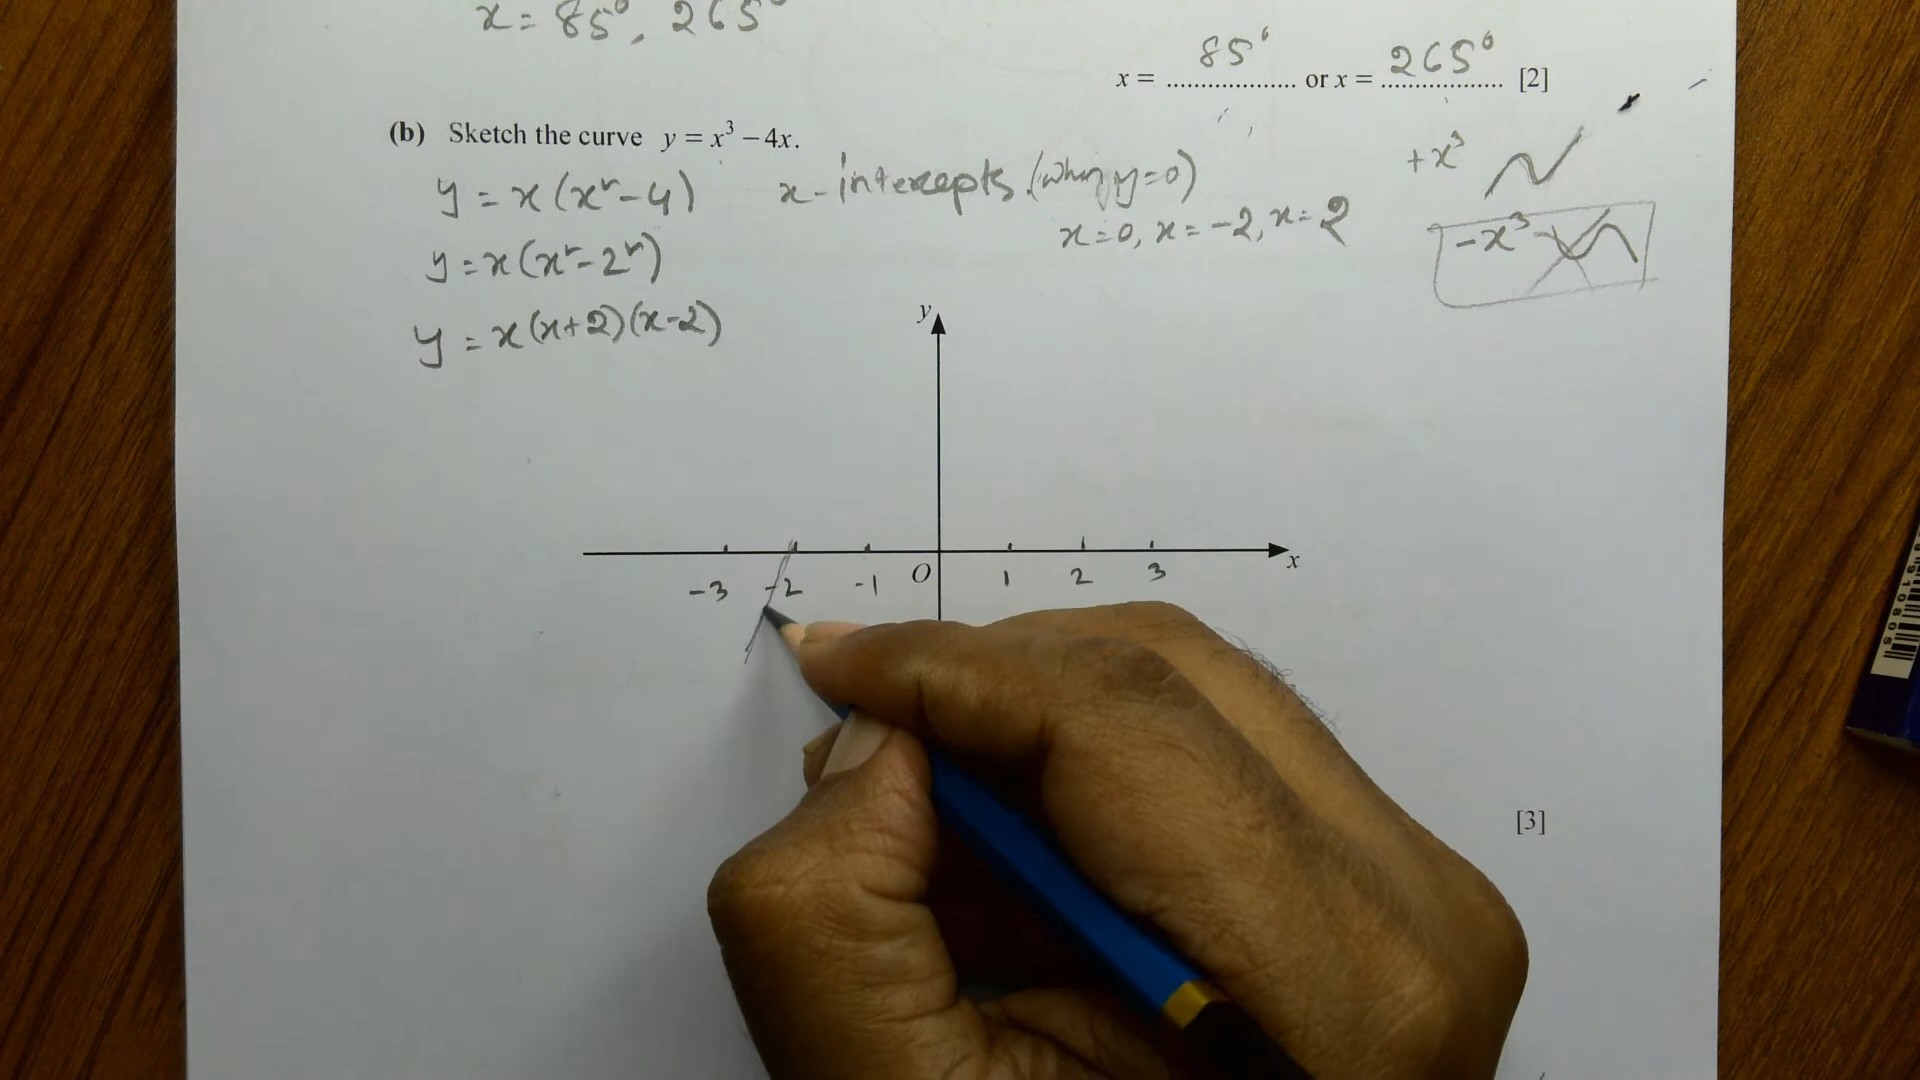 x = 85°, 265°
x = 85° or x = 265° [2]
(b) Sketch the curve y = x³ – 4x.
y = x(x² – 4)
x-intercepts (when y=0)
x=0, x=-2, x=2
y = x(x² – 2²)
y = x(x+2)(x-2)
+x³
-x³
y
-3 -2 -1 O 1 2 3 x
[3]